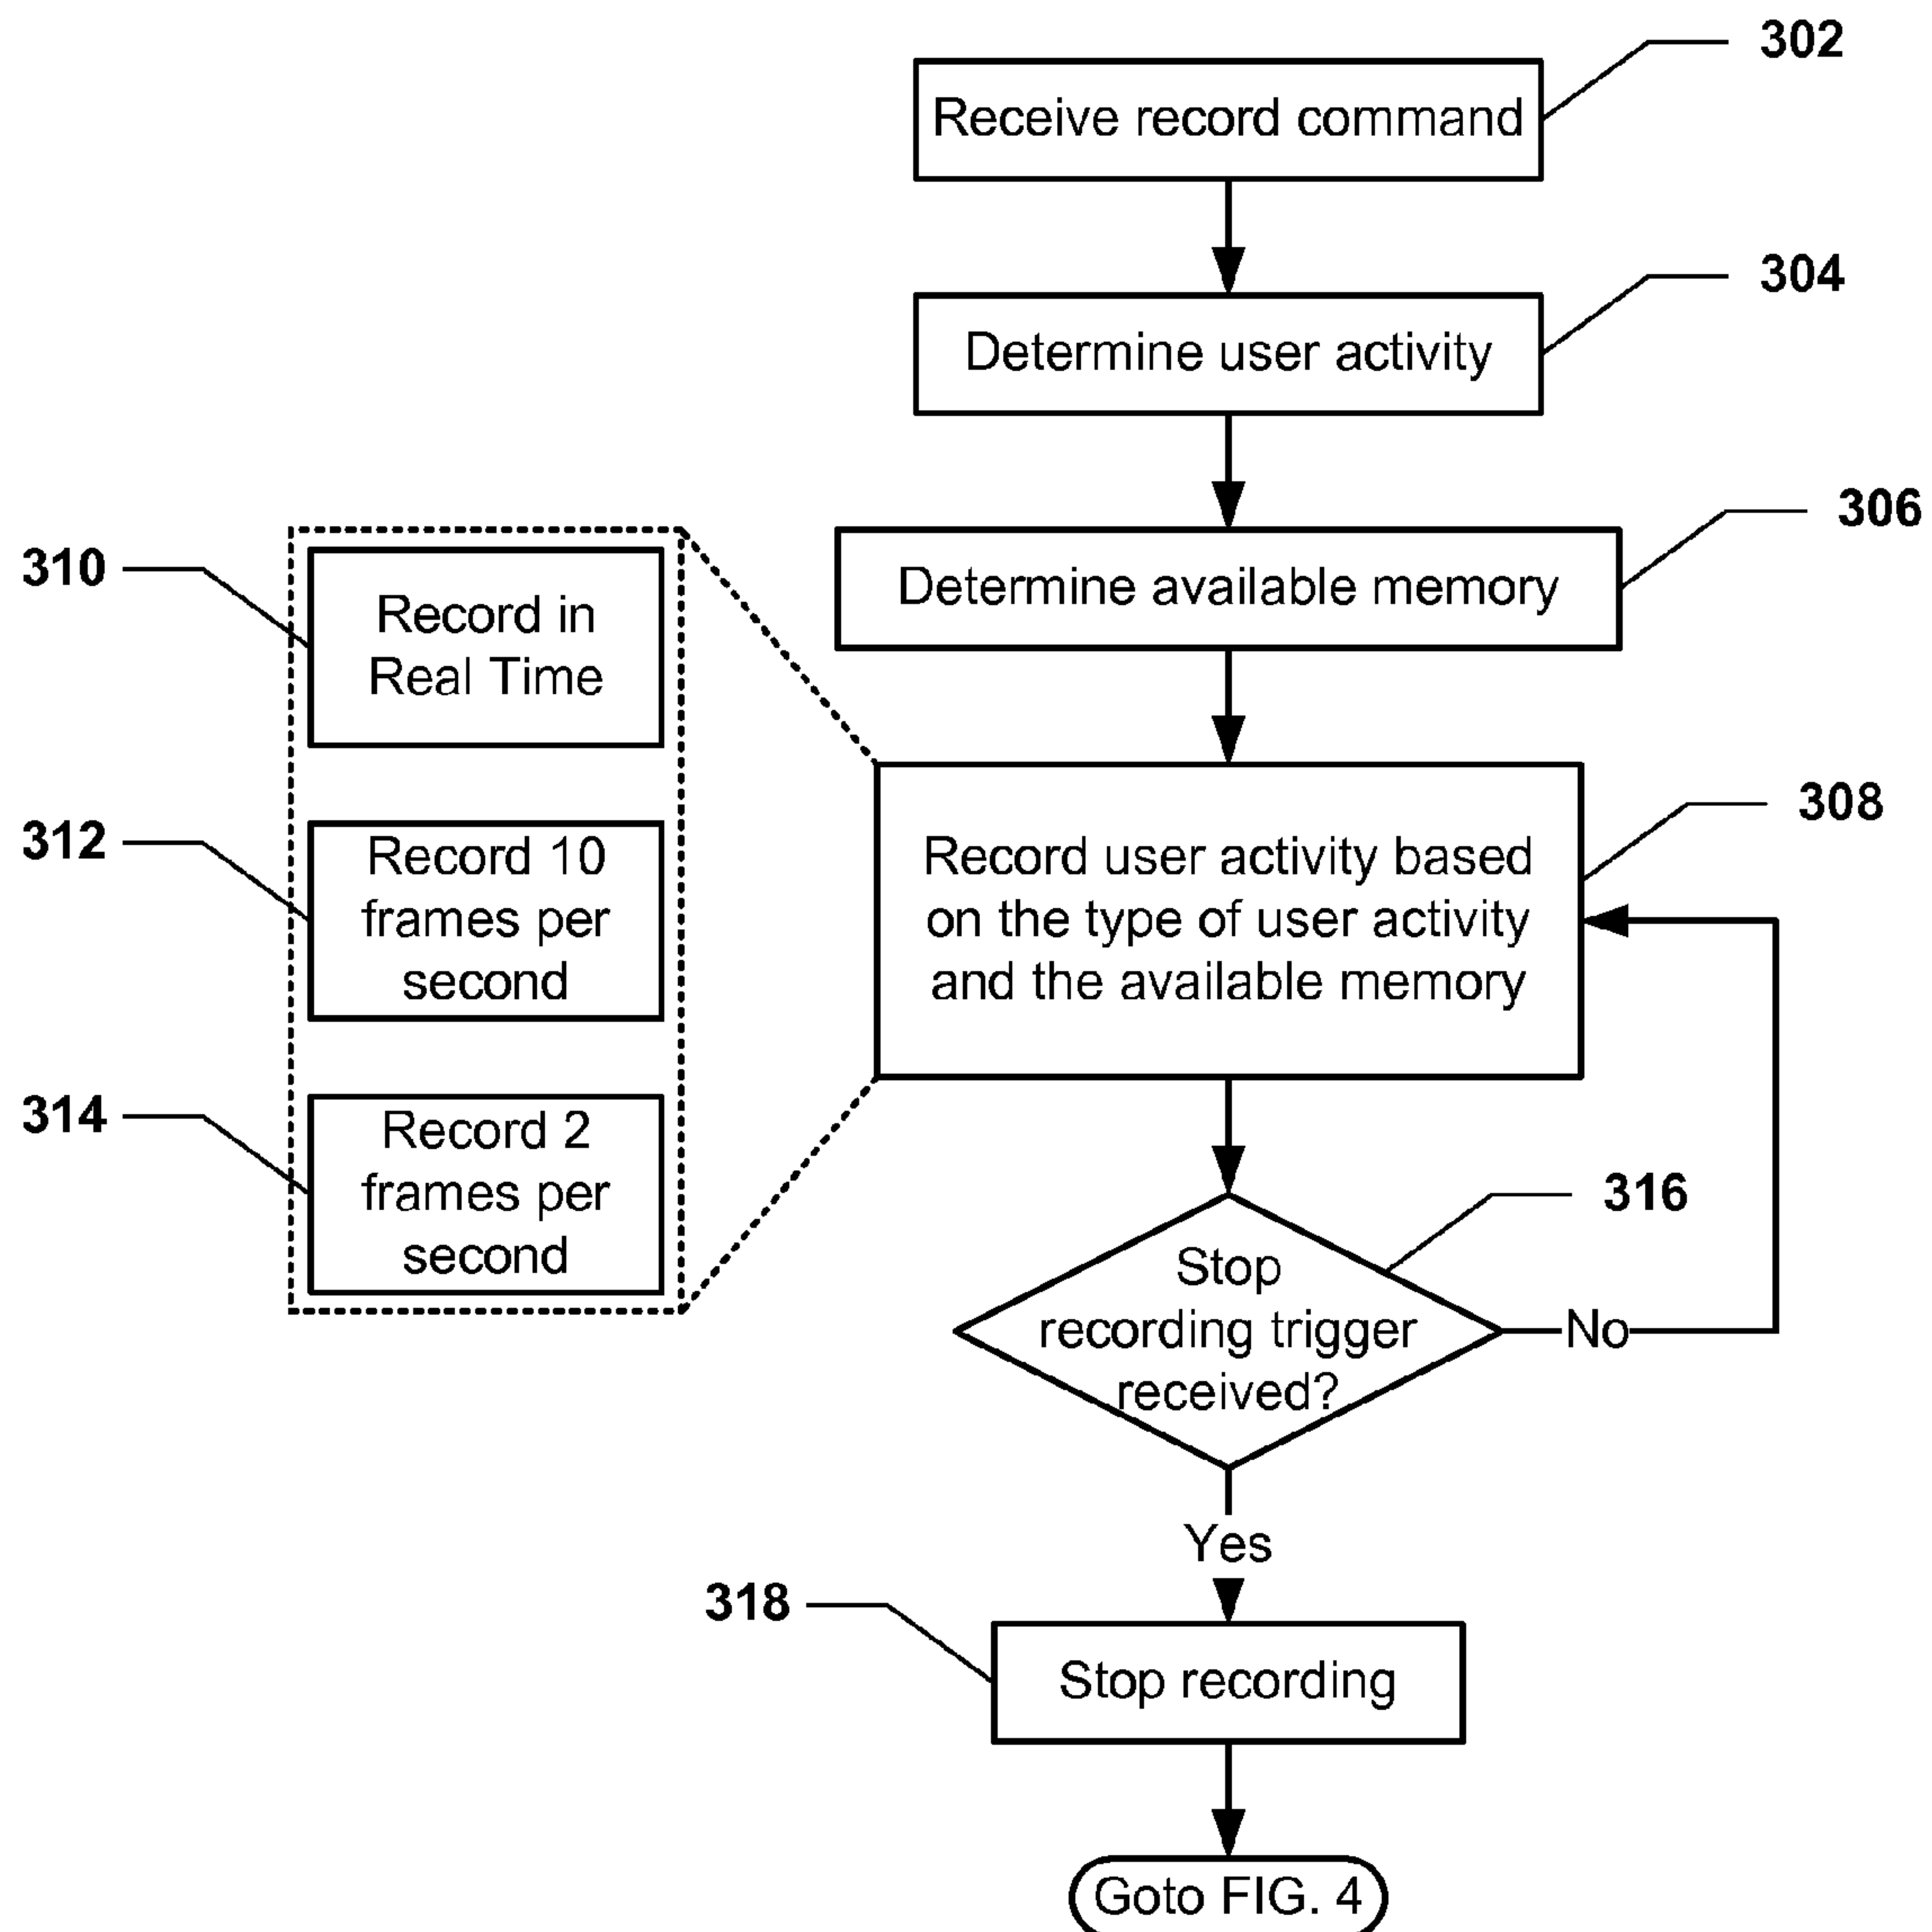 302
Receive record command
304
Determine user activity
306
Determine available memory
310
Record in
Real Time
308
312
Record 10
frames per
second
Record user activity based
on the type of user activity
and the available memory
314
Record 2
frames per
second
316
Stop
recording trigger
received?
No
Yes
318
Stop recording
Goto FIG. 4